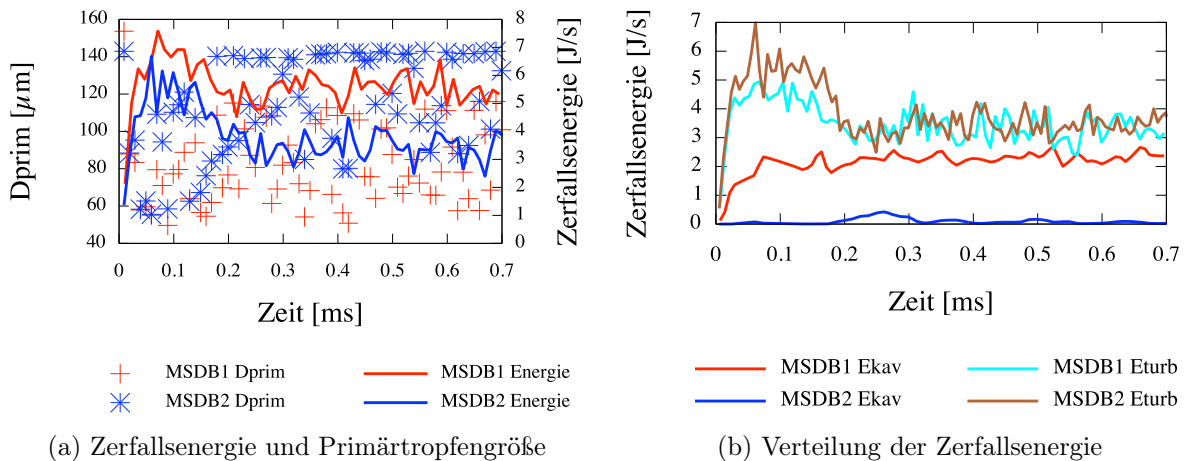 160
140
120
100
80
60
40
Dprim [µm]
8
7
6
5
4
3
2
1
0
Zerfallsenergie [J/s]
0 0.1 0.2 0.3 0.4 0.5 0.6 0.7
Zeit [ms]
MSDB1 Dprim
MSDB1 Energie
MSDB2 Dprim
MSDB2 Energie
(a) Zerfallsenergie und Primärtropfengröße
Zerfallsenergie [J/s]
7
6
5
4
3
2
1
0
0 0.1 0.2 0.3 0.4 0.5 0.6 0.7
Zeit [ms]
MSDB1 Ekav
MSDB1 Eturb
MSDB2 Ekav
MSDB2 Eturb
(b) Verteilung der Zerfallsenergie